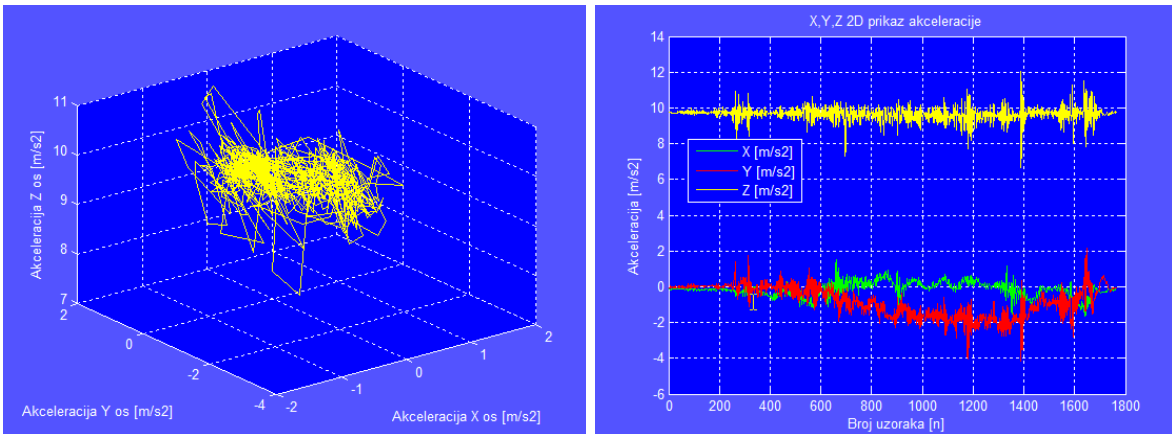 11
10
9
8
7
Akceleracija Z os [m/s2]
2
0
-2
-4
Akceleracija Y os [m/s2]
-2
-1
0
1
2
Akceleracija X os [m/s2]
X,Y,Z 2D prikaz akceleracije
14
12
10
8
6
4
2
0
-2
-4
-6
Akceleracija [m/s2]
X [m/s2]
Y [m/s2]
Z [m/s2]
0 200 400 600 800 1000 1200 1400 1600 1800
Broj uzoraka [n]